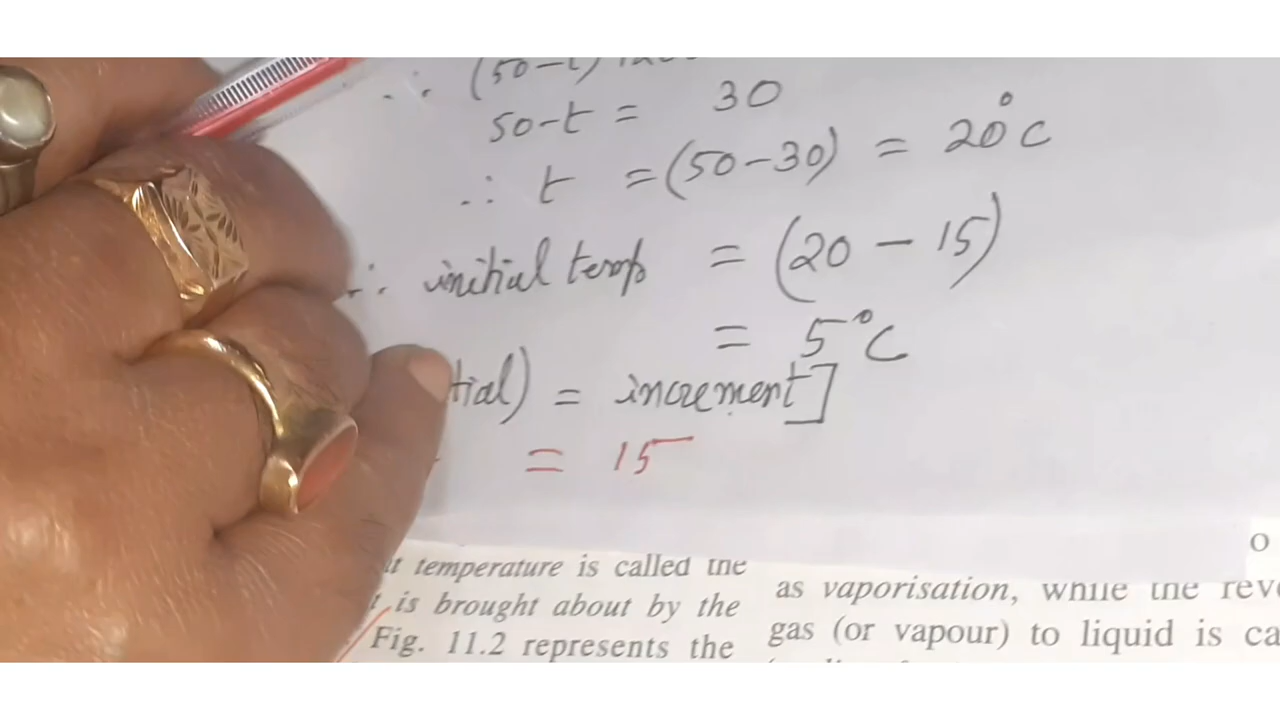 ∴ (50-t)
50-t = 30
∴ t = (50-30) = 20°C
∴ initial temp = (20 - 15)
= 5°C
tial) = increment]
= 15
o
temperature is called the
is brought about by the
Fig. 11.2 represents the
as vaporisation, while the rev
gas (or vapour) to liquid is ca